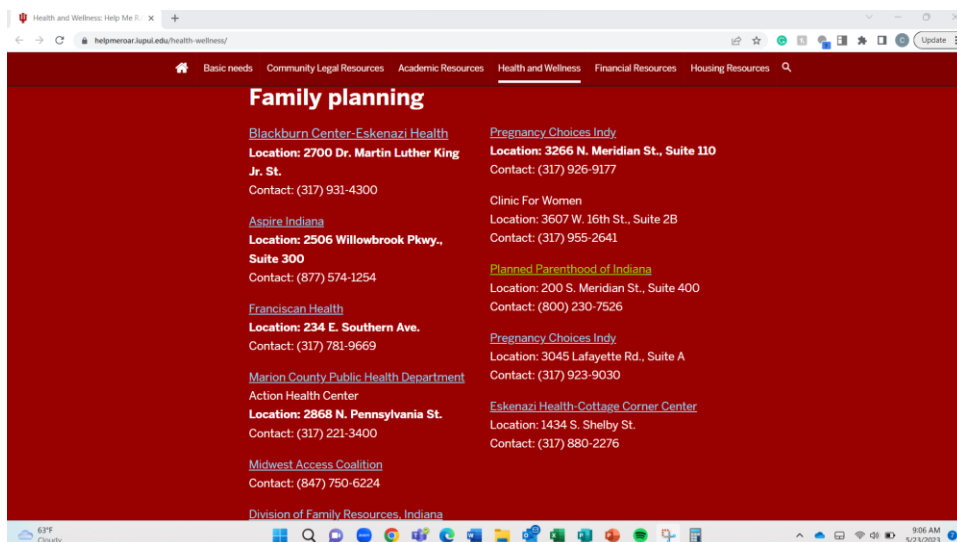 Health and Wellness: Help Me R
helpmeroar.iupui.edu/health-wellness/
Update
Basic needs Community Legal Resources Academic Resources Health and Wellness Financial Resources Housing Resources
Family planning
Blackburn Center-Eskenazi Health
Location: 2700 Dr. Martin Luther King
Jr. St.
Contact: (317) 931-4300
Aspire Indiana
Location: 2506 Willowbrook Pkwy.,
Suite 300
Contact: (877) 574-1254
Franciscan Health
Location: 234 E. Southern Ave.
Contact: (317) 781-9669
Marion County Public Health Department
Action Health Center
Location: 2868 N. Pennsylvania St.
Contact: (317) 221-3400
Midwest Access Coalition
Contact: (847) 750-6224
Division of Family Resources, Indiana
Pregnancy Choices Indy
Location: 3266 N. Meridian St., Suite 110
Contact: (317) 926-9177
Clinic For Women
Location: 3607 W. 16th St., Suite 2B
Contact: (317) 955-2641
Planned Parenthood of Indiana
Location: 200 S. Meridian St., Suite 400
Contact: (800) 230-7526
Pregnancy Choices Indy
Location: 3045 Lafayette Rd., Suite A
Contact: (317) 923-9030
Eskenazi Health-Cottage Corner Center
Location: 1434 S. Shelby St.
Contact: (317) 880-2276
63°F
Cloudy
9:06 AM
5/23/2023